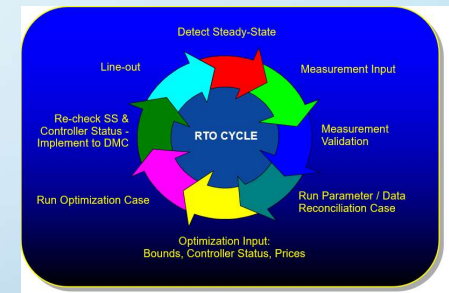 Detect Steady-State
Line-out
Measurement Input
Re-check SS &
Controller Status -
Implement to DMC
RTO CYCLE
Measurement
Validation
Run Optimization Case
Run Parameter / Data
Reconciliation Case
Optimization Input:
Bounds, Controller Status, Prices